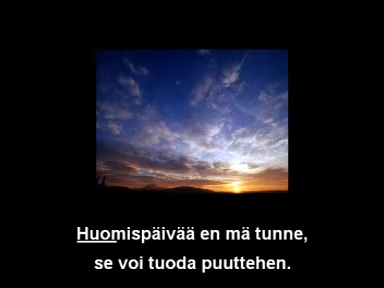 Huomispäivää en mä tunne,
se voi tuoda puuttehen.